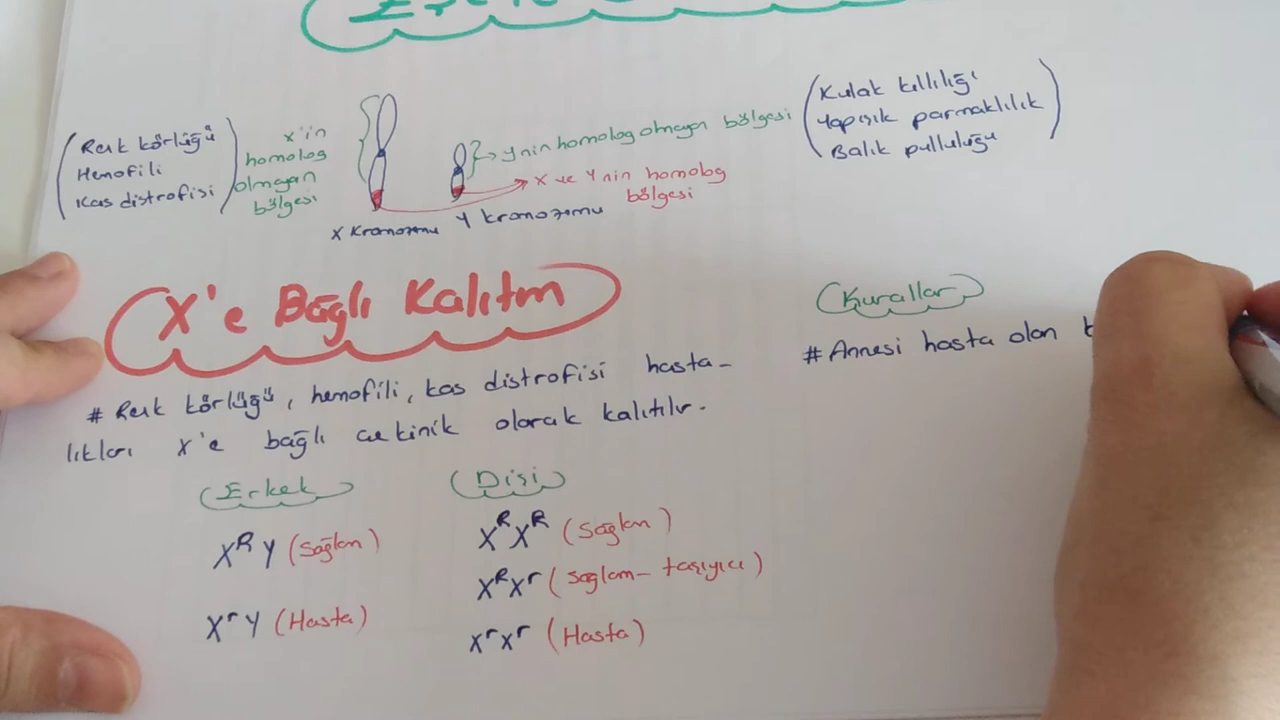 (Renk körlüğü
Hemofili
Kas distrofisi)
X'in
homolog
olmayan
bölgesi
Y nin homolog olmayan bölgesi
(Kulak kıllılığı
Yapışık parmaklılık
Balık pulluluğu)
X ve Y nin homolog
bölgesi
X Kromozomu
Y kromozomu
X'e Bağlı Kalıtım
# Renk körlüğü, hemofili, kas distrofisi hasta-
lıkları X'e bağlı çekinik olarak kalıtılır.
Erkek
X^R Y (Sağlam)
X^r Y (Hasta)
Dişi
X^R X^R (Sağlam)
X^R X^r (Sağlam-taşıyıcı)
X^r X^r (Hasta)
Kurallar
# Annesi hasta olan